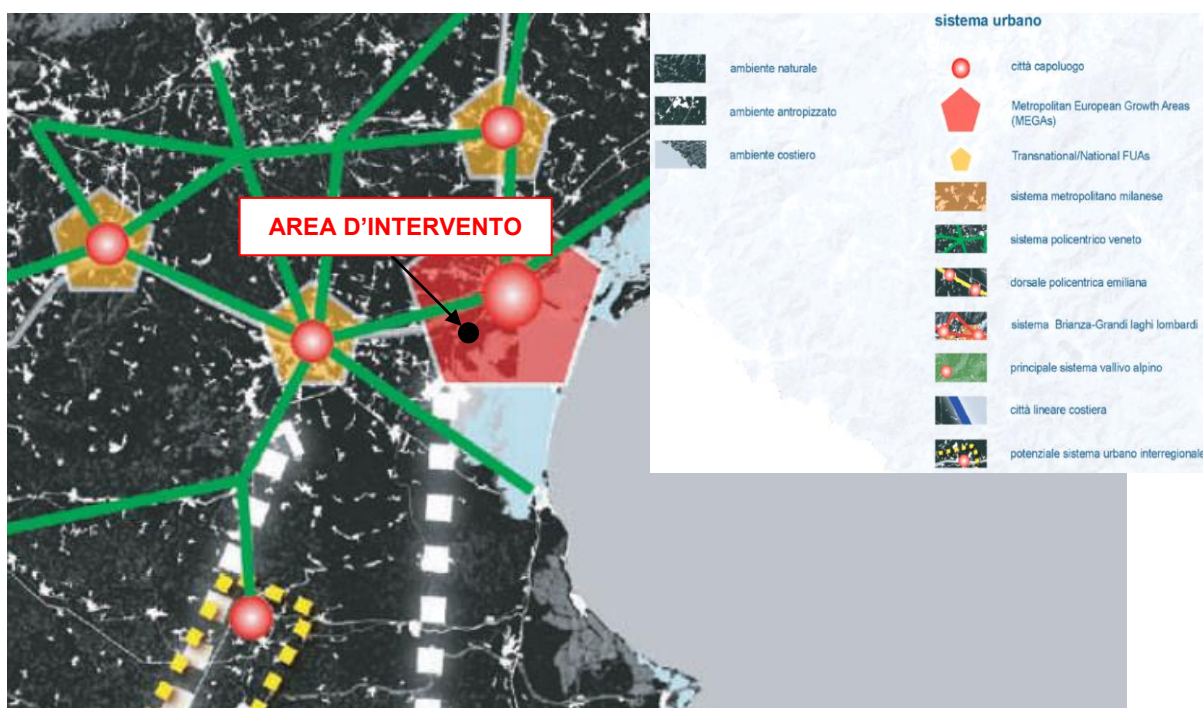 AREA D'INTERVENTO
ambiente naturale
ambiente antropizzato
ambiente costiero
sistema urbano
città capoluogo
Metropolitan European Growth Areas
(MEGAs)
Transnational/National FUAs
sistema metropolitano milanese
sistema policentrico veneto
dorsale policentrica emiliana
sistema Brianza-Grandi laghi lombardi
principale sistema vallivo alpino
città lineare costiera
potenziale sistema urbano interregionale